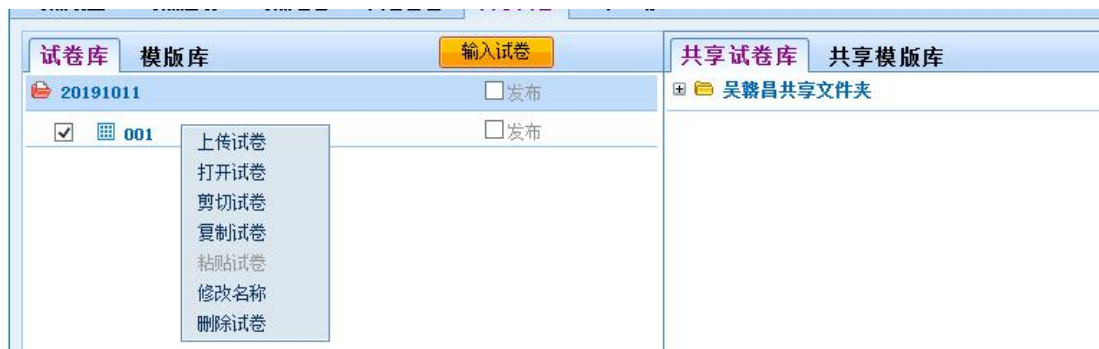 试卷库 模版库 输入试卷
20191011 发布
001 发布
上传试卷
打开试卷
剪切试卷
复制试卷
粘贴试卷
修改名称
删除试卷
共享试卷库 共享模版库
吴赣昌共享文件夹